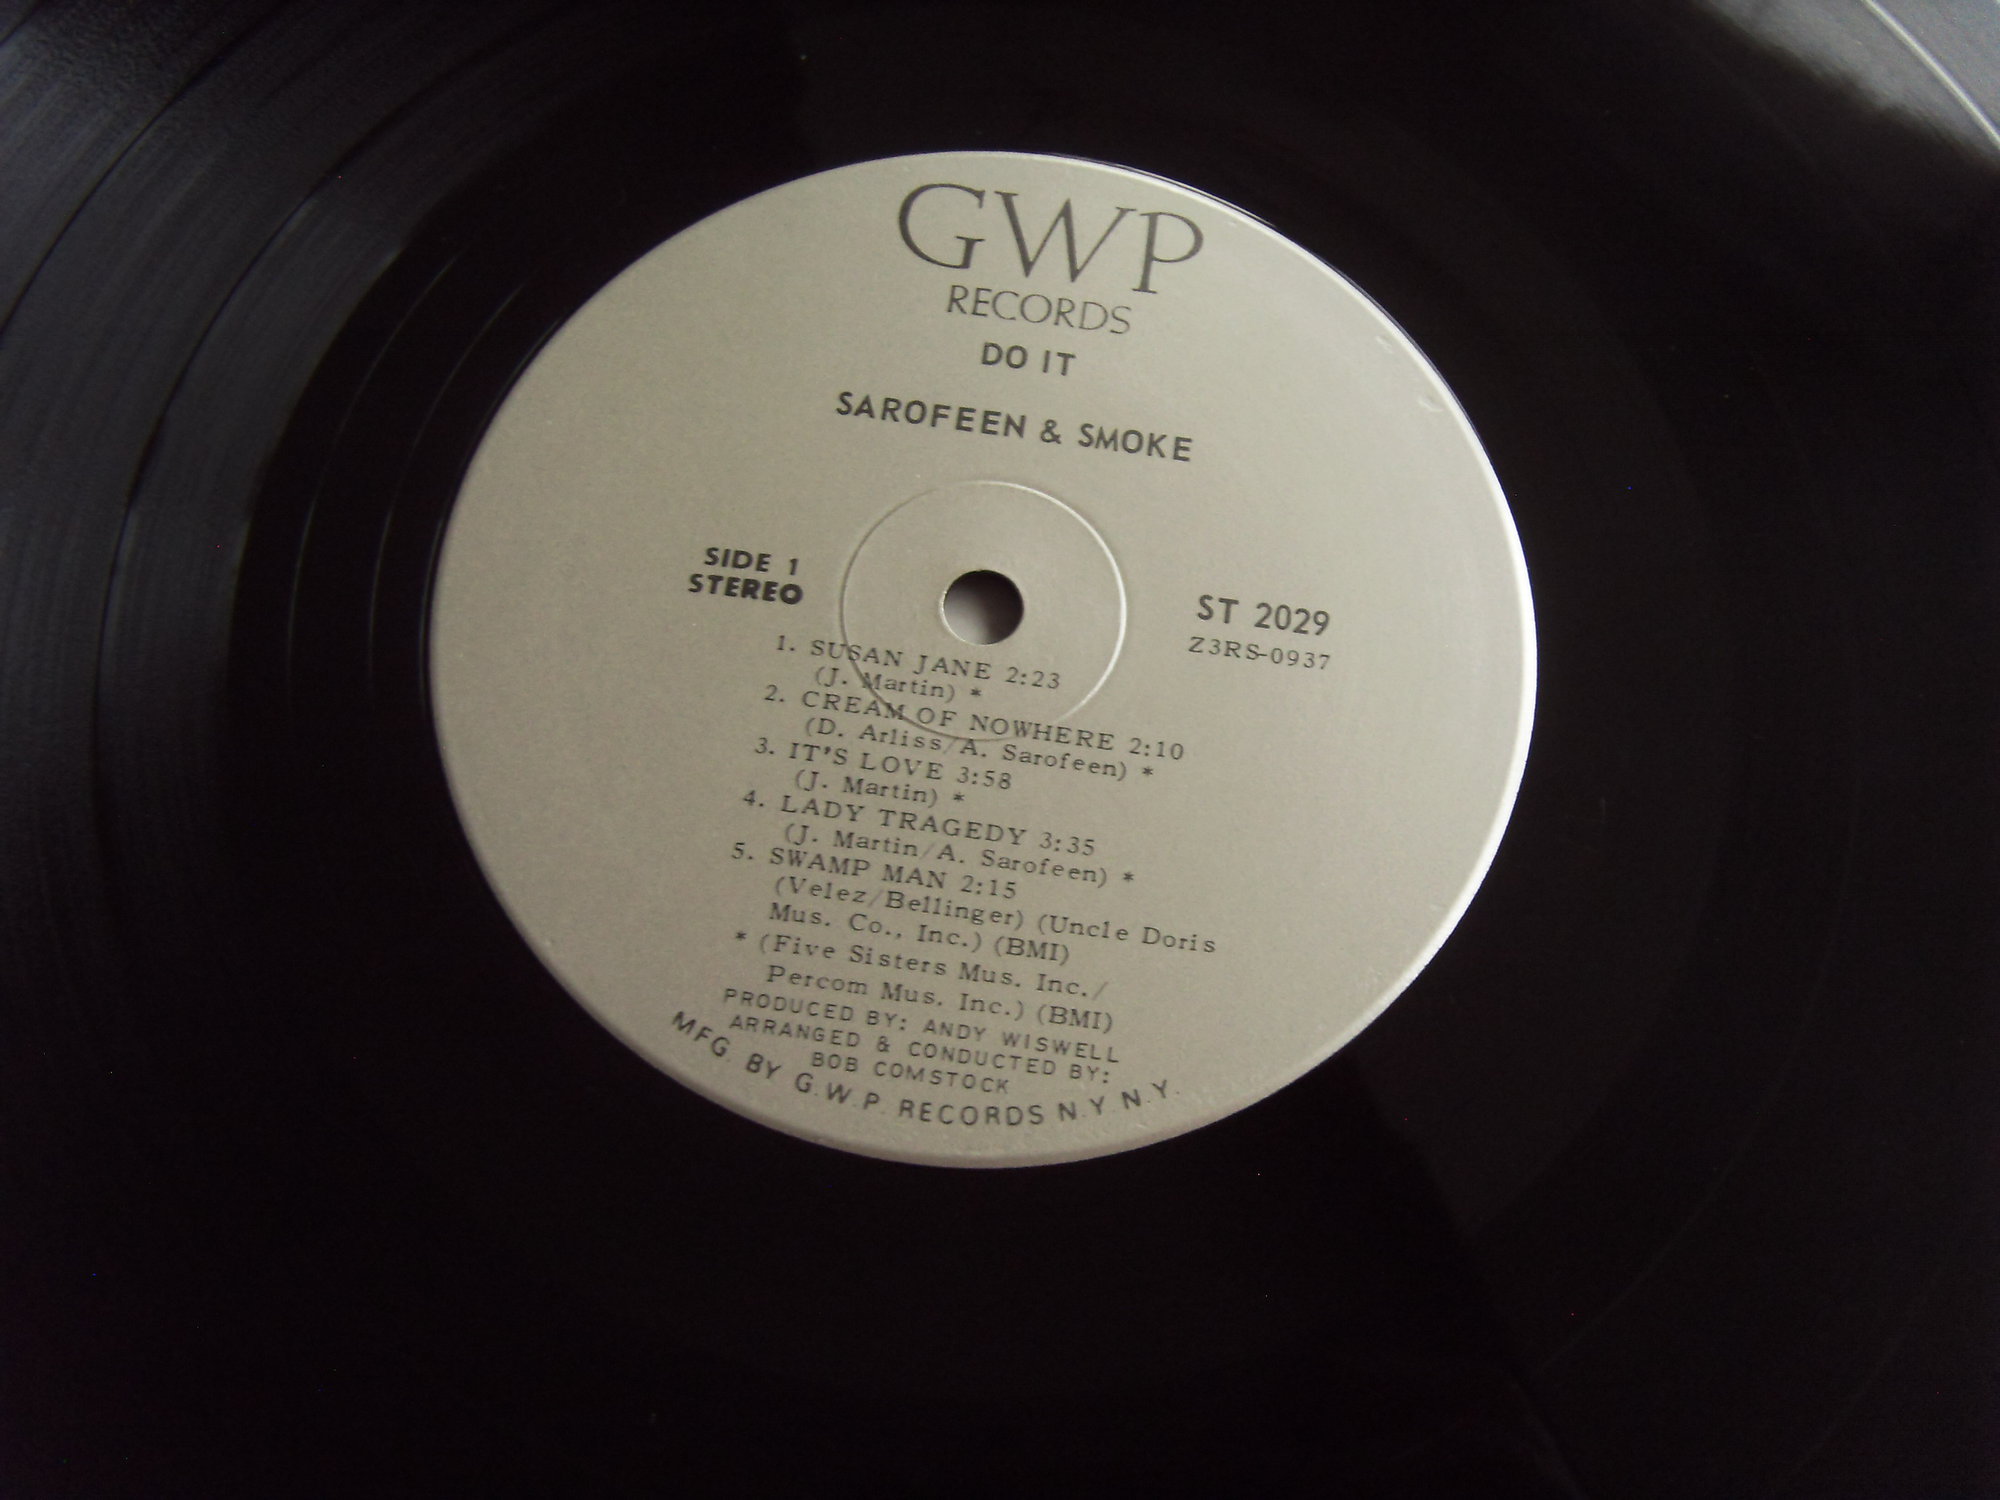 GWP
RECORDS
DO IT
SAROFEEN & SMOKE
SIDE 1
STEREO
ST 2029
Z3RS-0937
1. SUSAN JANE 2:23
(J. Martin) *
2. CREAM OF NOWHERE 2:10
(D. Arliss/A. Sarofeen) *
3. IT'S LOVE 3:58
(J. Martin) *
4. LADY TRAGEDY 3:35
(J. Martin/A. Sarofeen) *
5. SWAMP MAN 2:15
(Velez/Bellinger) (Uncle Doris
Mus. Co., Inc.) (BMI)
* (Five Sisters Mus. Inc./
Percom Mus. Inc.) (BMI)
PRODUCED BY: ANDY WISWELL
ARRANGED & CONDUCTED BY:
BOB COMSTOCK
MFG. BY G.W.P. RECORDS N.Y. N.Y.